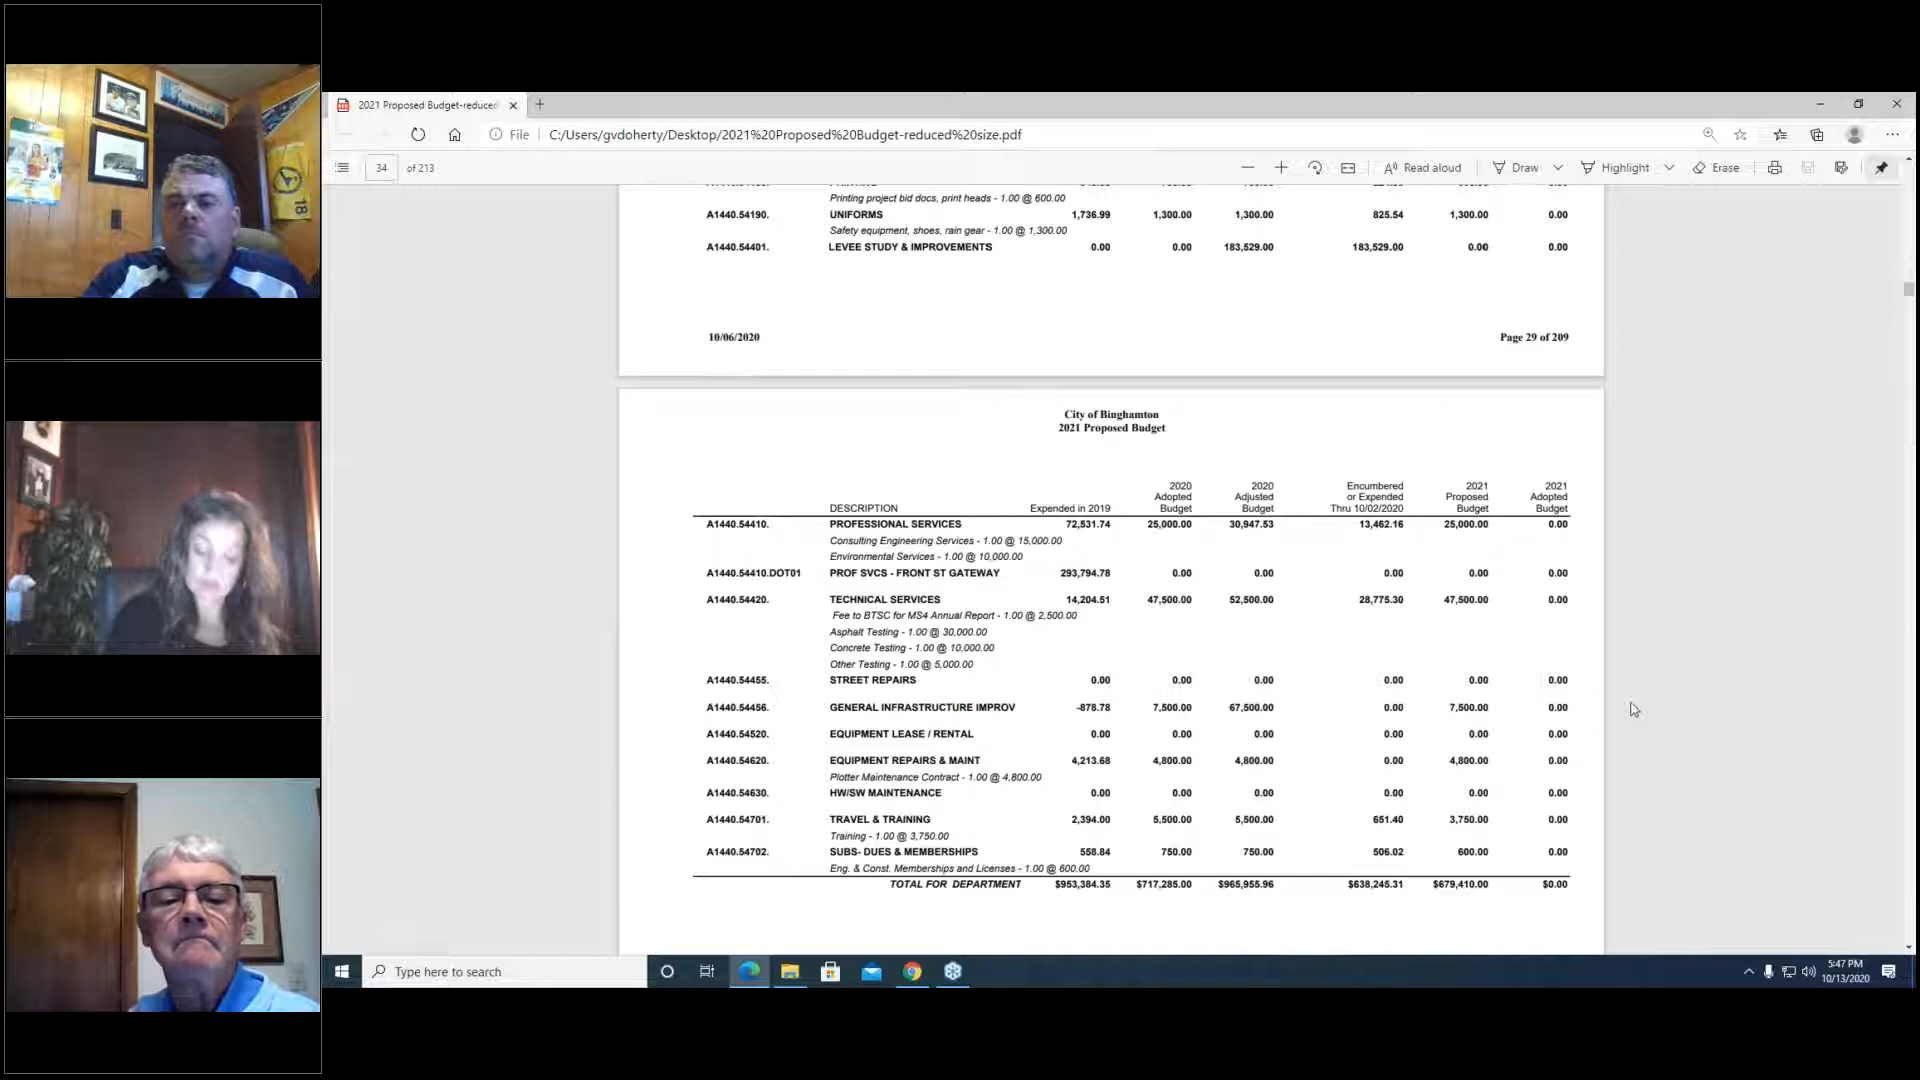 2021 Proposed Budget-reduced
File C:/Users/gvdoherty/Desktop/2021%20Proposed%20Budget-reduced%20size.pdf
34 of 213 Read aloud Draw Highlight Erase
Printing project bid docs, print heads - 1.00 @ 600.00
A1440.54190. UNIFORMS 1,736.99 1,300.00 1,300.00 825.54 1,300.00 0.00
Safety equipment, shoes, rain gear - 1.00 @ 1,300.00
A1440.54401. LEVEE STUDY & IMPROVEMENTS 0.00 0.00 183,529.00 183,529.00 0.00 0.00
10/06/2020 Page 29 of 209
City of Binghamton
2021 Proposed Budget
2020 2020 Encumbered 2021 2021
Adopted Adjusted or Expended Proposed Adopted
DESCRIPTION Expended in 2019 Budget Budget Thru 10/02/2020 Budget Budget
A1440.54410. PROFESSIONAL SERVICES 72,531.74 25,000.00 30,947.53 13,462.16 25,000.00 0.00
Consulting Engineering Services - 1.00 @ 15,000.00
Environmental Services - 1.00 @ 10,000.00
A1440.54410.DOT01 PROF SVCS - FRONT ST GATEWAY 293,794.78 0.00 0.00 0.00 0.00 0.00
A1440.54420. TECHNICAL SERVICES 14,204.51 47,500.00 52,500.00 28,775.30 47,500.00 0.00
Fee to BTSC for MS4 Annual Report - 1.00 @ 2,500.00
Asphalt Testing - 1.00 @ 30,000.00
Concrete Testing - 1.00 @ 10,000.00
Other Testing - 1.00 @ 5,000.00
A1440.54455. STREET REPAIRS 0.00 0.00 0.00 0.00 0.00 0.00
A1440.54456. GENERAL INFRASTRUCTURE IMPROV -878.78 7,500.00 67,500.00 0.00 7,500.00 0.00
A1440.54520. EQUIPMENT LEASE / RENTAL 0.00 0.00 0.00 0.00 0.00 0.00
A1440.54620. EQUIPMENT REPAIRS & MAINT 4,213.68 4,800.00 4,800.00 0.00 4,800.00 0.00
Plotter Maintenance Contract - 1.00 @ 4,800.00
A1440.54630. HW/SW MAINTENANCE 0.00 0.00 0.00 0.00 0.00 0.00
A1440.54701. TRAVEL & TRAINING 2,394.00 5,500.00 5,500.00 651.40 3,750.00 0.00
Training - 1.00 @ 3,750.00
A1440.54702. SUBS- DUES & MEMBERSHIPS 558.84 750.00 750.00 506.02 600.00 0.00
Eng. & Const. Memberships and Licenses - 1.00 @ 600.00
TOTAL FOR DEPARTMENT $953,384.35 $717,285.00 $965,955.96 $638,245.31 $679,410.00 $0.00
Type here to search
5:47 PM
10/13/2020
18